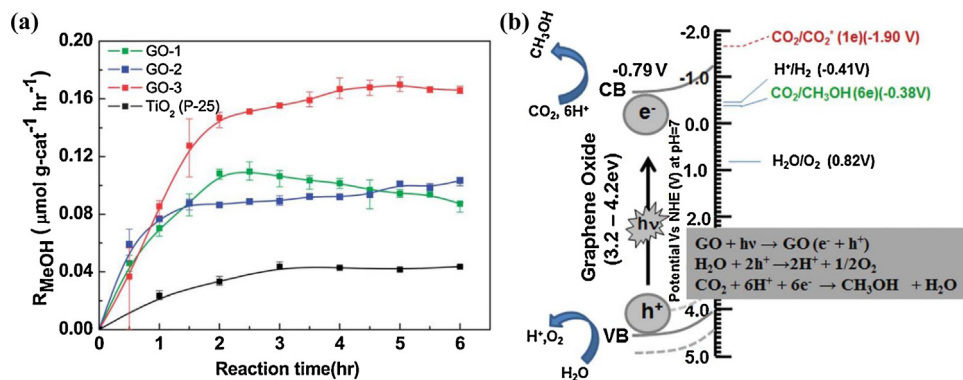 (a)
0.20
0.16
0.12
0.08
0.04
0.00
R_MeOH (μmol g-cat⁻¹ hr⁻¹)
GO-1
GO-2
GO-3
TiO₂ (P-25)
0 1 2 3 4 5 6
Reaction time(hr)
(b)
CH₃OH
CO₂, 6H⁺
-0.79 V
CB
e⁻
Graphene Oxide
(3.2 – 4.2ev)
hν
h⁺
VB
H⁺,O₂
H₂O
Potential Vs NHE (V) at pH=7
-2.0
-1.0
0.0
1.0
2.0
4.0
5.0
CO₂/CO₂⁻ (1e)(-1.90 V)
H⁺/H₂ (-0.41V)
CO₂/CH₃OH (6e)(-0.38V)
H₂O/O₂ (0.82V)
GO + hν → GO (e⁻ + h⁺)
H₂O + 2h⁺ →2H⁺ + 1/2O₂
CO₂ + 6H⁺ + 6e⁻ → CH₃OH + H₂O